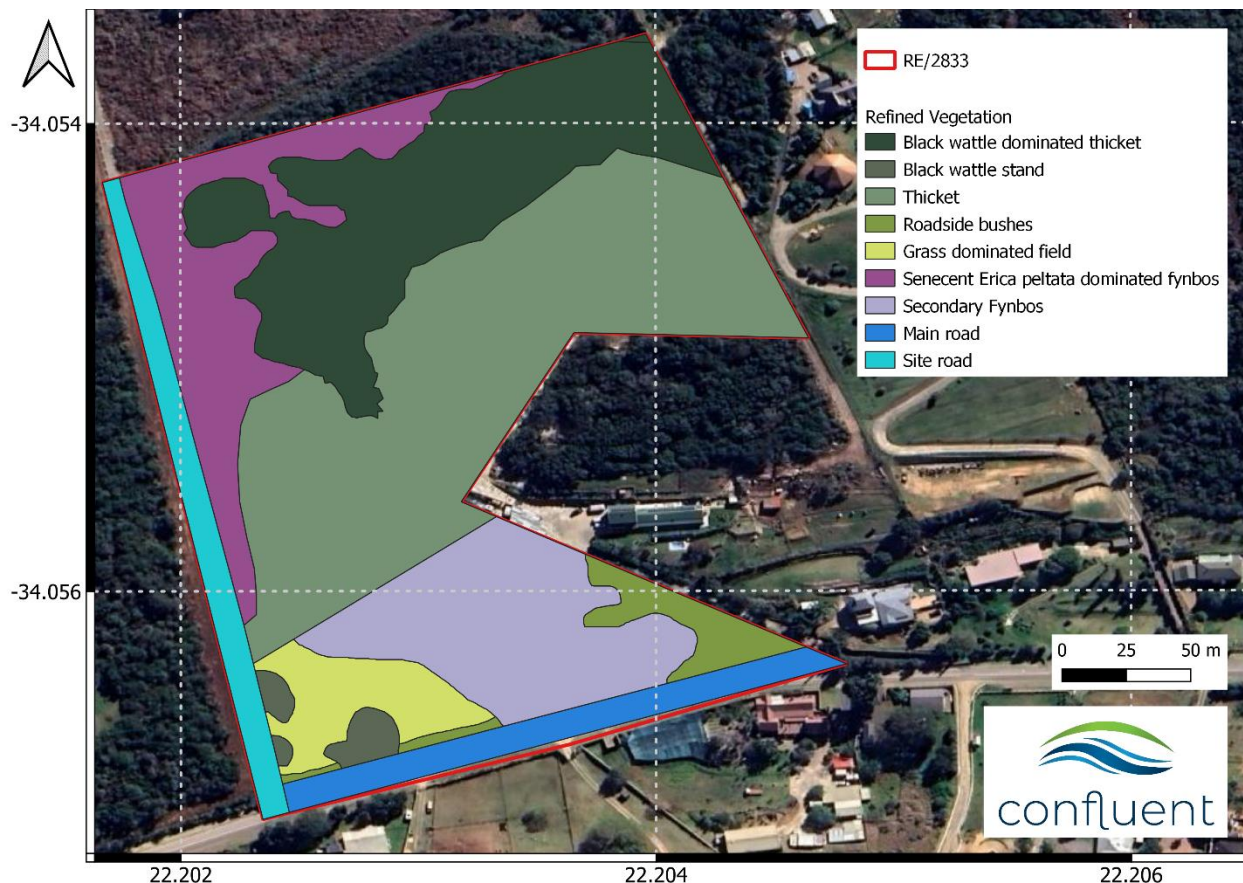 RE/2833
Refined Vegetation
Black wattle dominated thicket
Black wattle stand
Thicket
Roadside bushes
Grass dominated field
Senecent Erica peltata dominated fynbos
Secondary Fynbos
Main road
Site road
-34.054
-34.056
0 25 50 m
confluent
22.202 22.204 22.206